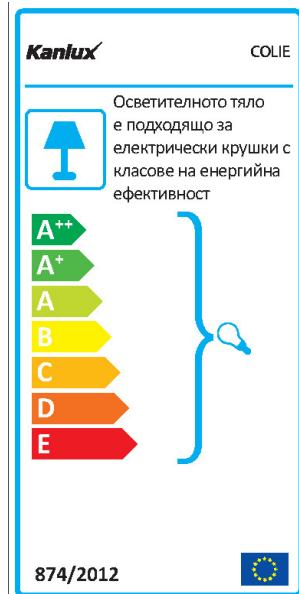 Kanlux
COLIE
Осветителното тяло
е подходящо за
електрически крушки с
класове на енергийна
ефективност
A++
A+
A
B
C
D
E
874/2012